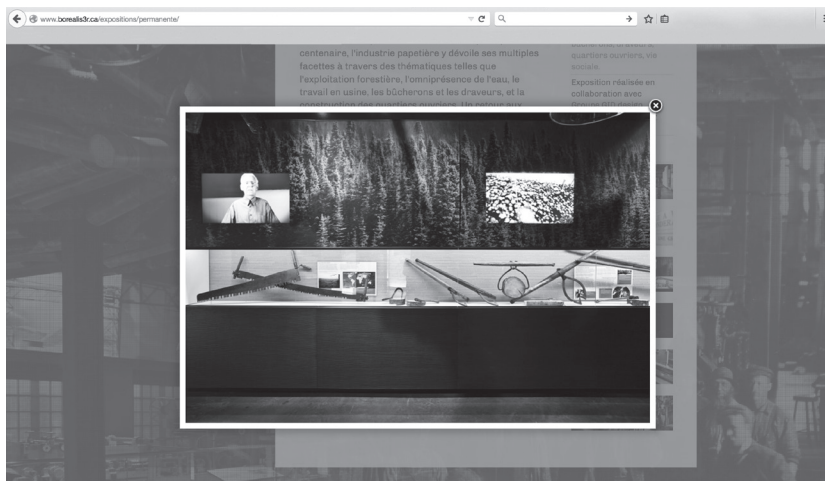 www.borealis3r.ca/expositions/permanente/
centenaire, l'industrie papetière y dévoile ses multiples
facettes à travers des thématiques telles que
l'exploitation forestière, l'omniprésence de l'eau, le
travail en usine, les bûcherons et les draveurs, et la
construction des quartiers ouvriers. Un retour aux
quartiers ouvriers, vie
sociale.
Exposition réalisée en
collaboration avec